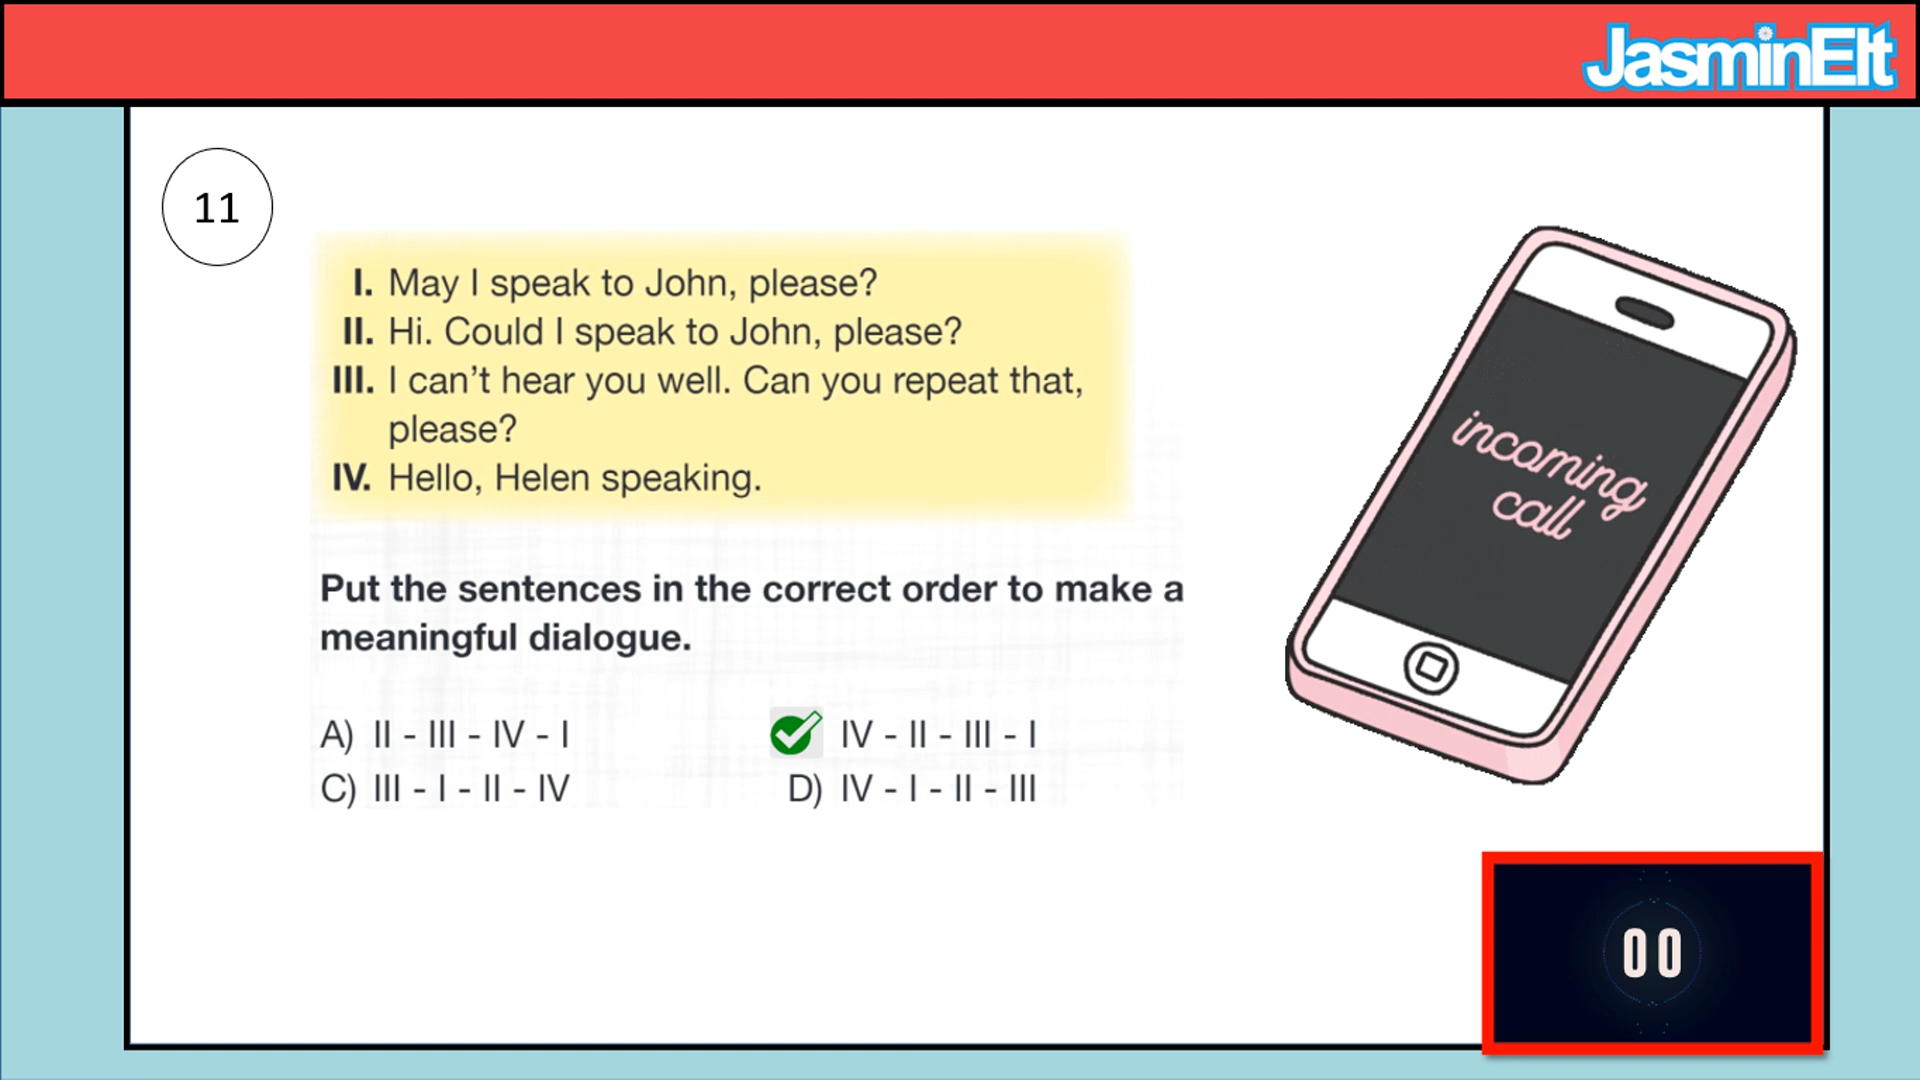 JasminElt
11
I. May I speak to John, please?
II. Hi. Could I speak to John, please?
III. I can't hear you well. Can you repeat that,
please?
IV. Hello, Helen speaking.
Put the sentences in the correct order to make a
meaningful dialogue.
A) II - III - IV - I
IV - II - III - I
C) III - I - II - IV
D) IV - I - II - III
incoming
call
00